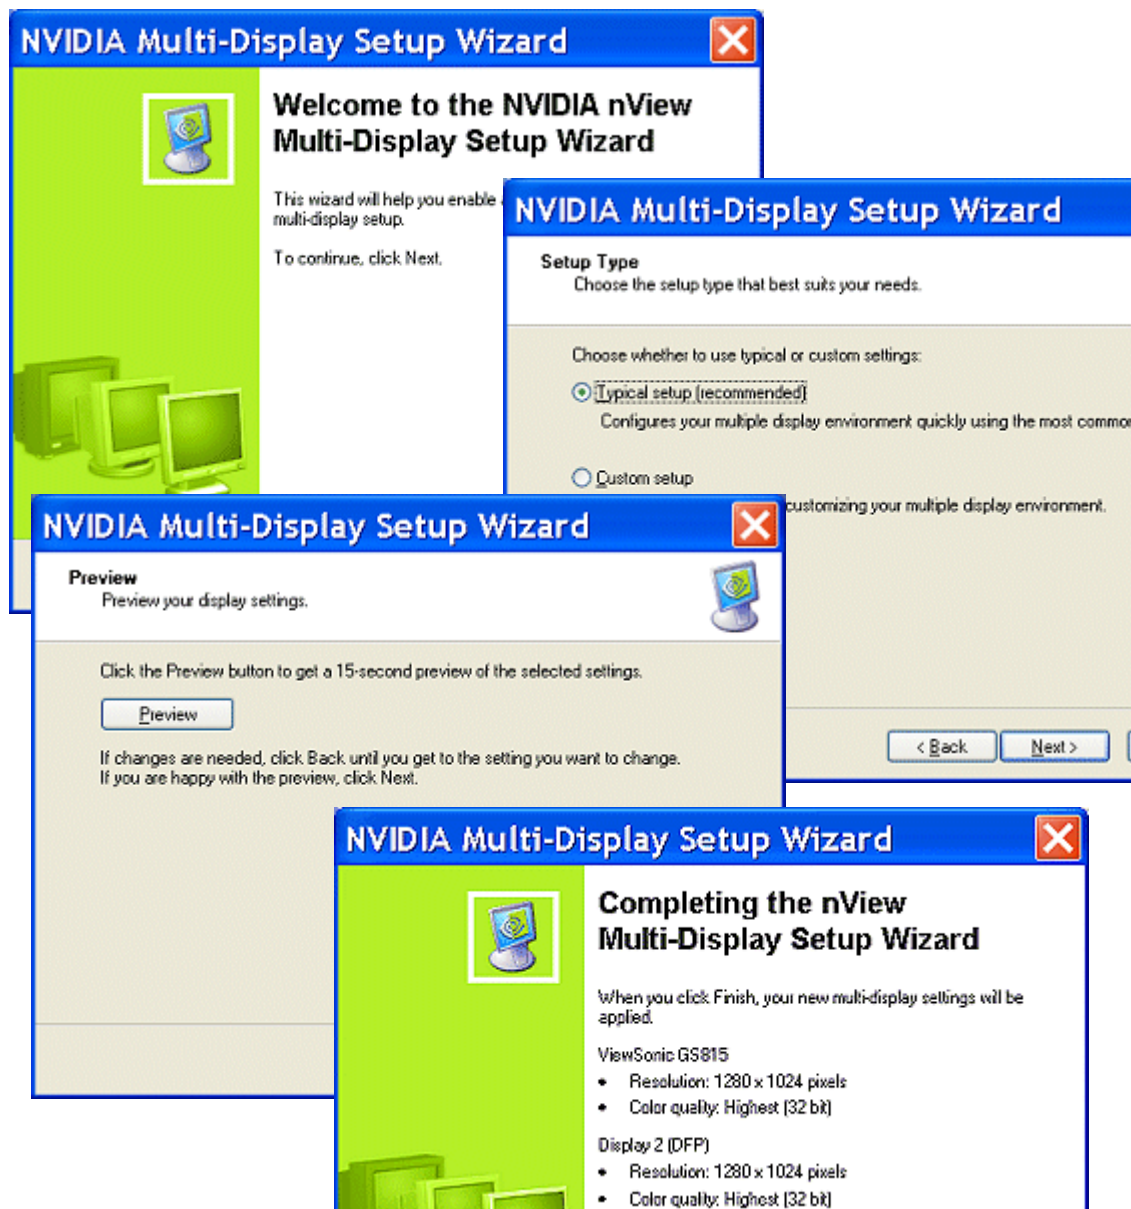 NVIDIA Multi-Display Setup Wizard
Welcome to the NVIDIA nView
Multi-Display Setup Wizard
This wizard will help you enable
multi-display setup.
To continue, click Next.
NVIDIA Multi-Display Setup Wizard
Setup Type
Choose the setup type that best suits your needs.
Choose whether to use typical or custom settings:
Typical setup (recommended)
Configures your multiple display environment quickly using the most common
Custom setup
customizing your multiple display environment.
< Back
Next >
NVIDIA Multi-Display Setup Wizard
Preview
Preview your display settings.
Click the Preview button to get a 15-second preview of the selected settings.
Preview
If changes are needed, click Back until you get to the setting you want to change.
If you are happy with the preview, click Next.
NVIDIA Multi-Display Setup Wizard
Completing the nView
Multi-Display Setup Wizard
When you click Finish, your new multi-display settings will be
applied.
ViewSonic GS815
• Resolution: 1280 x 1024 pixels
• Color quality: Highest (32 bit)
Display 2 (DFP)
• Resolution: 1280 x 1024 pixels
• Color quality: Highest (32 bit)